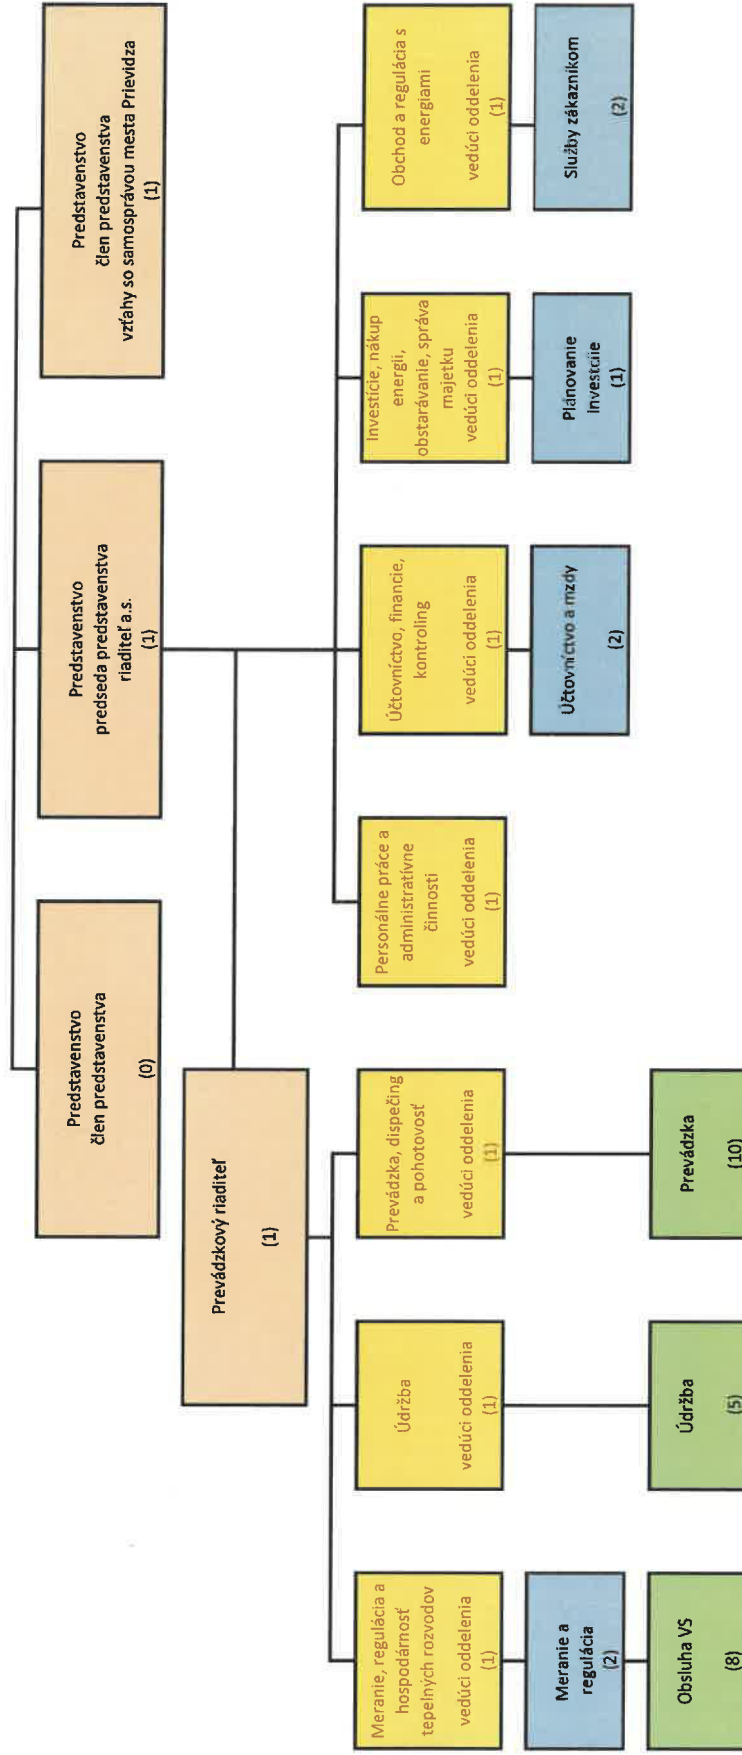 Predstavenstvo
člen predstavenstva
(0)
Predstavenstvo
predseda predstavenstva
riaditeľ a.s.
(1)
Predstavenstvo
člen predstavenstva
vzťahy so samosprávou mesta Prievidza
(1)
Prevádzkový riaditeľ
(1)
Meranie, regulácia a
hospodárnosť
tepelných rozvodov
vedúci oddelenia
(1)
Údržba
vedúci oddelenia
(1)
Prevádzka, dispečing
a pohotovosť
vedúci oddelenia
(1)
Personálne práce a
administratívne
činnosti
vedúci oddelenia
(1)
Účtovníctvo, financie,
kontroling
vedúci oddelenia
(1)
Investície, nákup
energii,
obstarávanie, správa
majetku
vedúci oddelenia
(1)
Obchod a regulácia s
energiami
vedúci oddelenia
(1)
Meranie a
regulácia
(2)
Účtovníctvo a mzdy
(2)
Plánovanie
investície
(1)
Služby zákazníkom
(2)
Obsluha VS
(8)
Údržba
(5)
Prevádzka
(10)